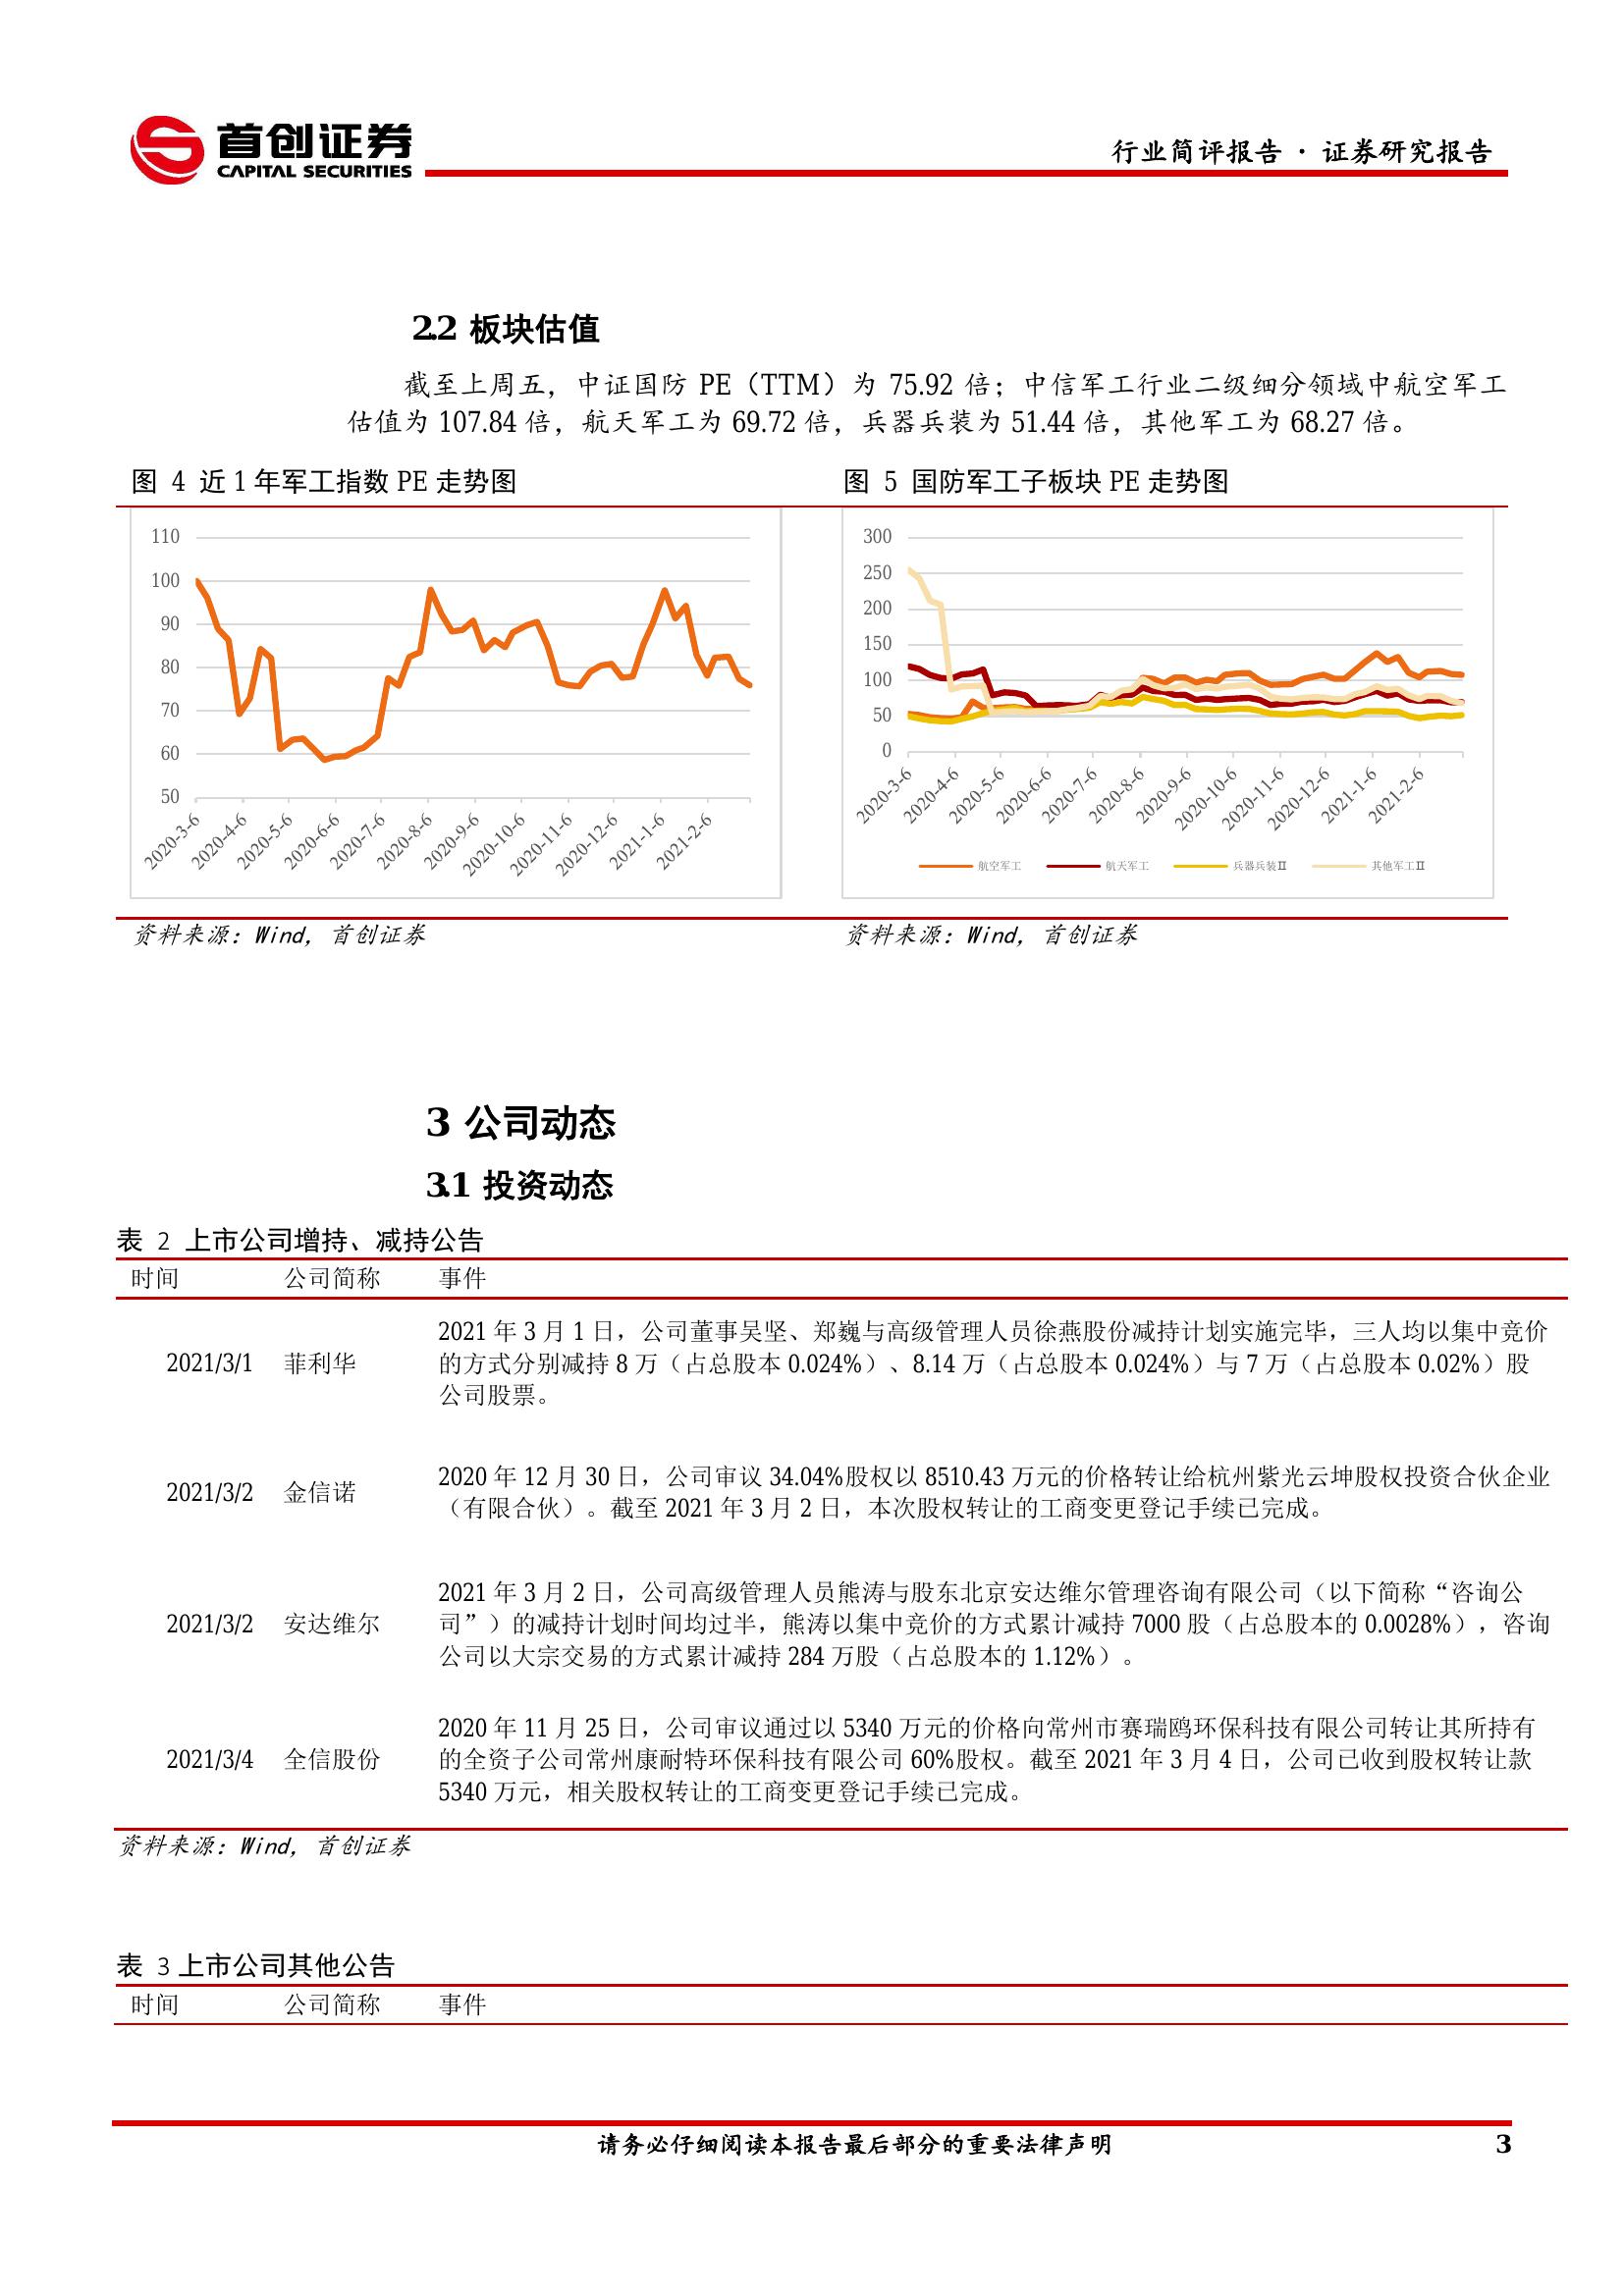 首创证券
CAPITAL SECURITIES
行业简评报告 · 证券研究报告
2.2 板块估值
截至上周五，中证国防 PE（TTM）为 75.92 倍；中信军工行业二级细分领域中航空军工
估值为 107.84 倍，航天军工为 69.72 倍，兵器兵装为 51.44 倍，其他军工为 68.27 倍。
图 4 近 1 年军工指数 PE 走势图
110
100
90
80
70
60
50
2020-3-6
2020-4-6
2020-5-6
2020-6-6
2020-7-6
2020-8-6
2020-9-6
2020-10-6
2020-11-6
2020-12-6
2021-1-6
2021-2-6
资料来源：Wind，首创证券
图 5 国防军工子板块 PE 走势图
300
250
200
150
100
50
0
2020-3-6
2020-4-6
2020-5-6
2020-6-6
2020-7-6
2020-8-6
2020-9-6
2020-10-6
2020-11-6
2020-12-6
2021-1-6
2021-2-6
航空军工 航天军工 兵器兵装Ⅱ 其他军工Ⅱ
资料来源：Wind，首创证券
3 公司动态
3.1 投资动态
表 2 上市公司增持、减持公告
时间 公司简称 事件
2021/3/1 菲利华
2021 年 3 月 1 日，公司董事吴坚、郑巍与高级管理人员徐燕股份减持计划实施完毕，三人均以集中竞价
的方式分别减持 8 万（占总股本 0.024%）、8.14 万（占总股本 0.024%）与 7 万（占总股本 0.02%）股
公司股票。
2021/3/2 金信诺
2020 年 12 月 30 日，公司审议 34.04%股权以 8510.43 万元的价格转让给杭州紫光云坤股权投资合伙企业
（有限合伙）。截至 2021 年 3 月 2 日，本次股权转让的工商变更登记手续已完成。
2021/3/2 安达维尔
2021 年 3 月 2 日，公司高级管理人员熊涛与股东北京安达维尔管理咨询有限公司（以下简称“咨询公
司”）的减持计划时间均过半，熊涛以集中竞价的方式累计减持 7000 股（占总股本的 0.0028%），咨询
公司以大宗交易的方式累计减持 284 万股（占总股本的 1.12%）。
2021/3/4 全信股份
2020 年 11 月 25 日，公司审议通过以 5340 万元的价格向常州市赛瑞鸥环保科技有限公司转让其所持有
的全资子公司常州康耐特环保科技有限公司 60%股权。截至 2021 年 3 月 4 日，公司已收到股权转让款
5340 万元，相关股权转让的工商变更登记手续已完成。
资料来源：Wind，首创证券
表 3 上市公司其他公告
时间 公司简称 事件
请务必仔细阅读本报告最后部分的重要法律声明 3